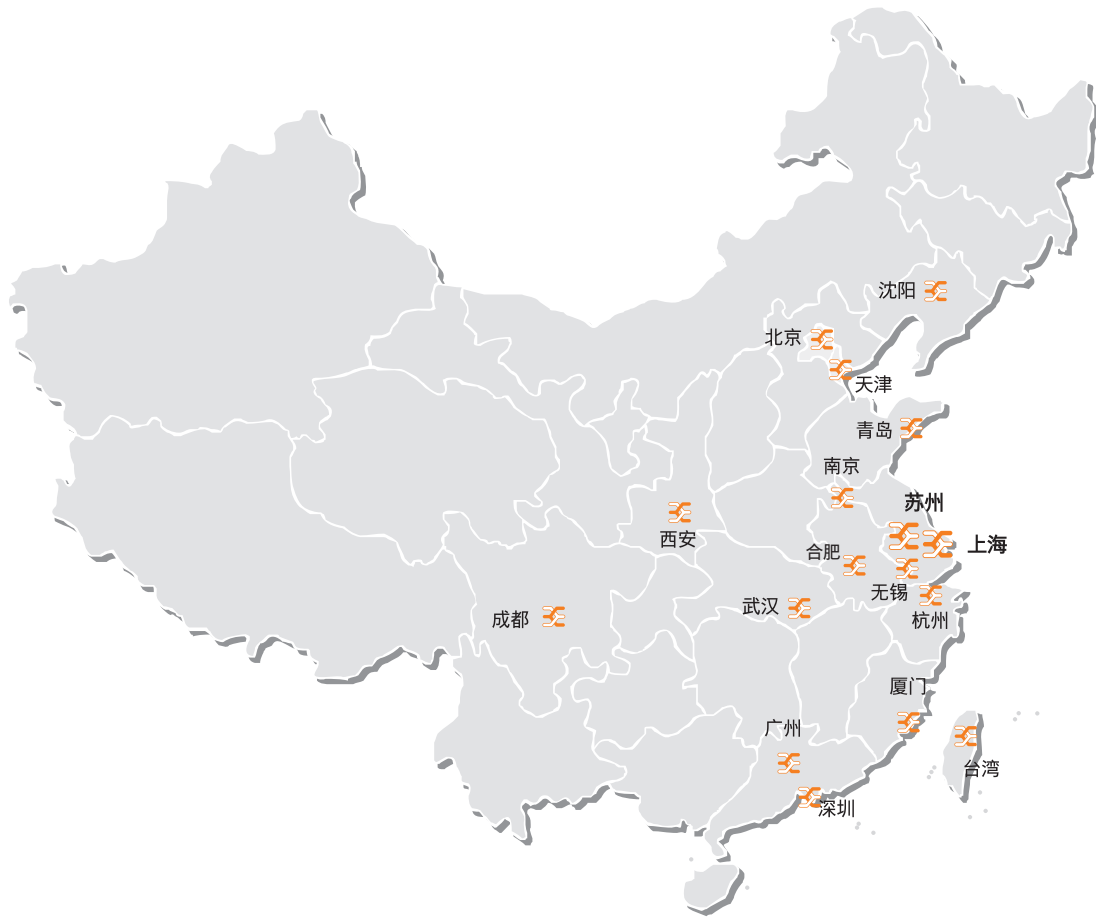 沈阳
北京
天津
青岛
南京
苏州
西安
上海
合肥
无锡
武汉
杭州
成都
厦门
广州
台湾
深圳